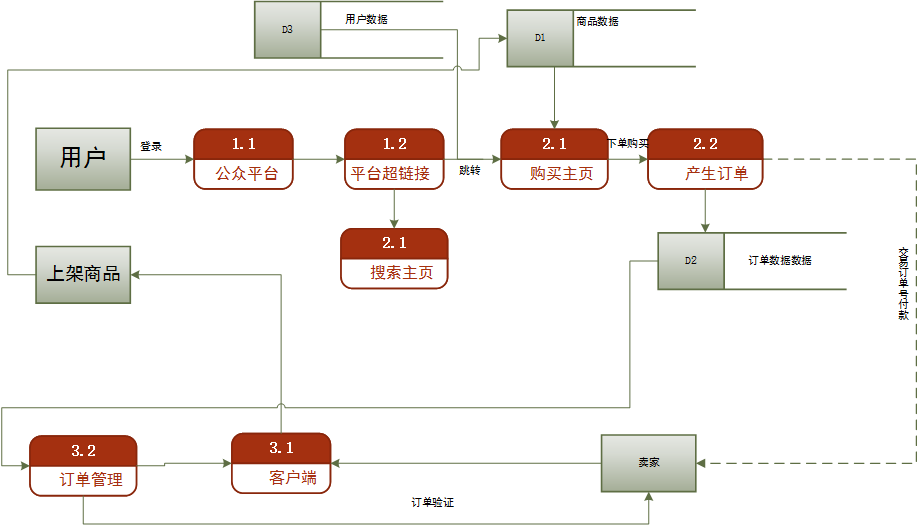 D3
用户数据
D1
商品数据
用户
登录
1.1
公众平台
1.2
平台超链接
跳转
2.1
购买主页
下单购买
2.2
产生订单
2.1
搜索主页
上架商品
D2
订单数据数据
交易订单号付款
3.2
订单管理
3.1
客户端
卖家
订单验证